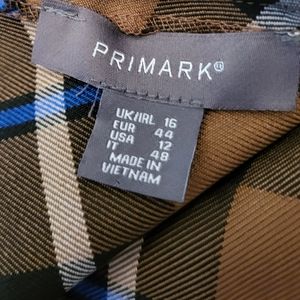 PRIMARK®
UK/IRL 16
EUR 44
USA 12
IT 48
MADE IN
VIETNAM